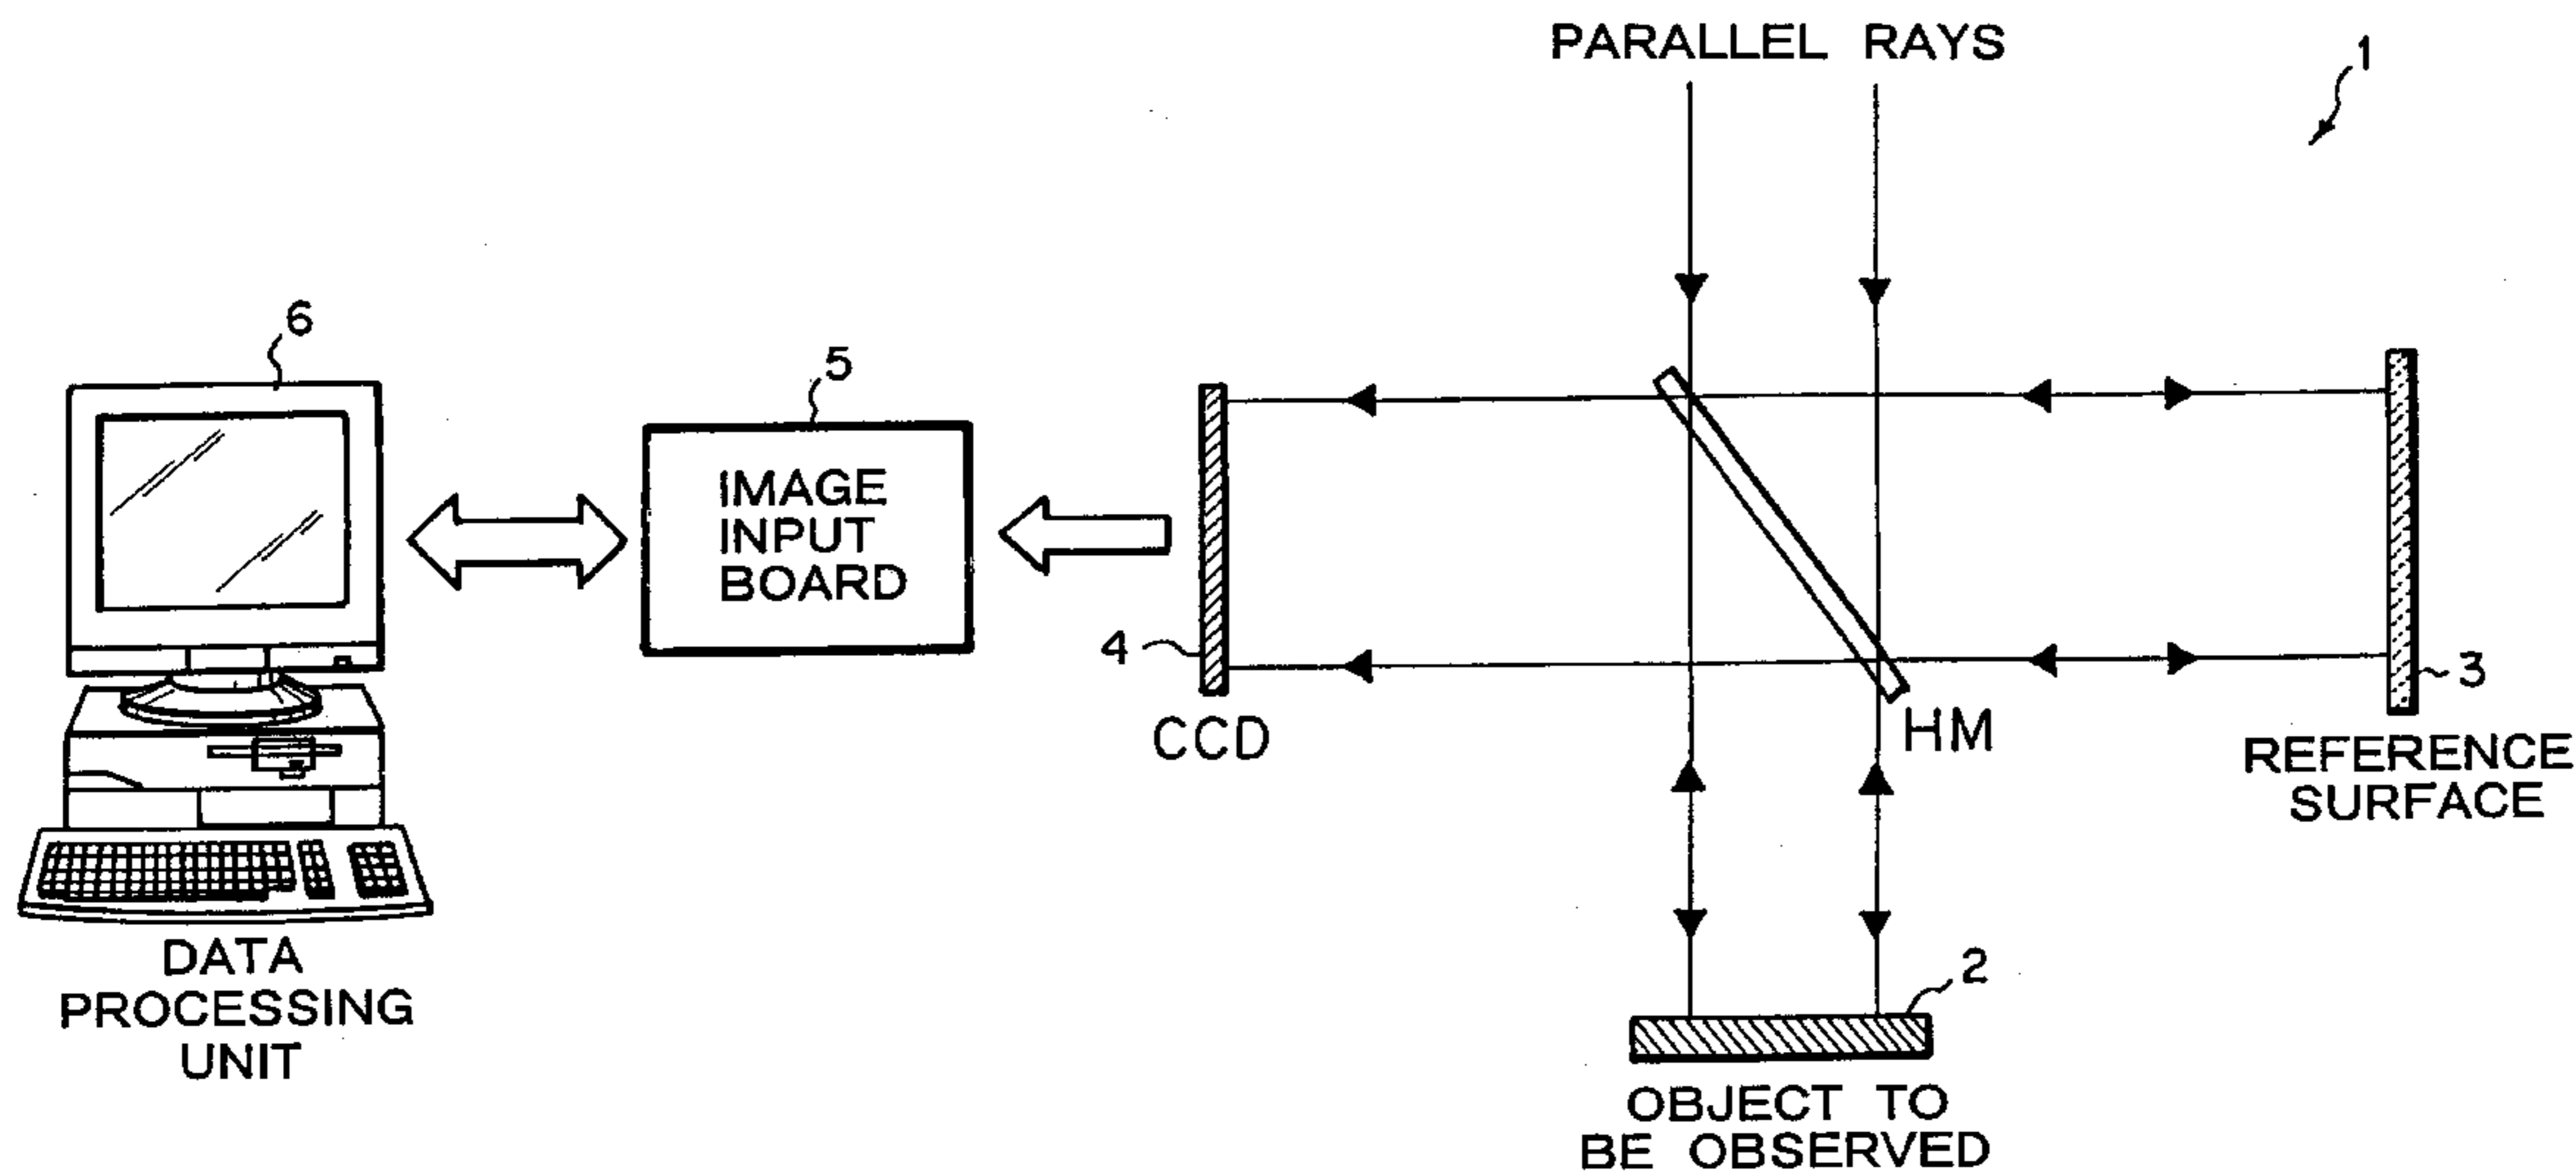 PARALLEL RAYS
1
6
5
IMAGE
INPUT
BOARD
4
CCD
HM
3
REFERENCE
SURFACE
DATA
PROCESSING
UNIT
2
OBJECT TO
BE OBSERVED